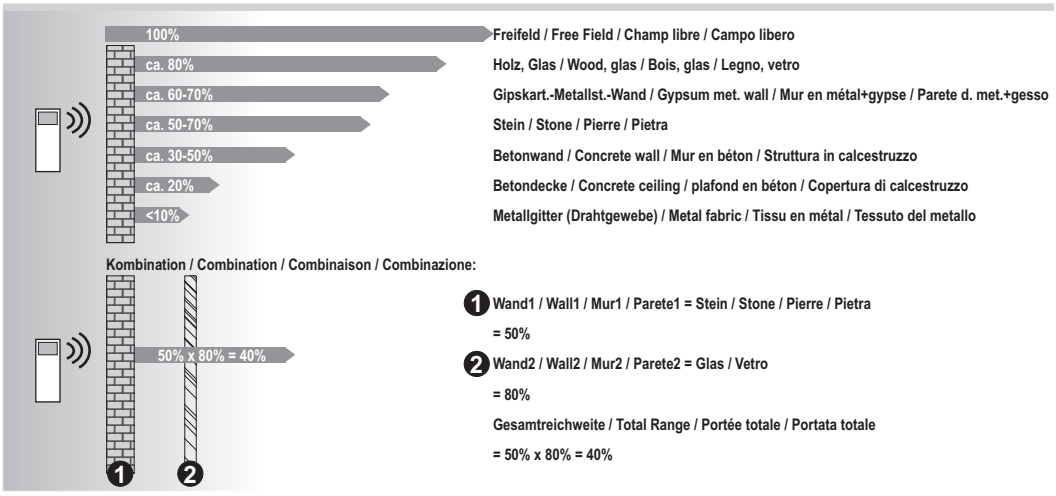 100% Freifeld / Free Field / Champ libre / Campo libero
ca. 80% Holz, Glas / Wood, glas / Bois, glas / Legno, vetro
ca. 60-70% Gipskart.-Metallst.-Wand / Gypsum met. wall / Mur en métal+gypse / Parete d. met.+gesso
ca. 50-70% Stein / Stone / Pierre / Pietra
ca. 30-50% Betonwand / Concrete wall / Mur en béton / Struttura in calcestruzzo
ca. 20% Betondecke / Concrete ceiling / plafond en béton / Copertura di calcestruzzo
<10% Metallgitter (Drahtgewebe) / Metal fabric / Tissu en métal / Tessuto del metallo
Kombination / Combination / Combinaison / Combinazione:
1 Wand1 / Wall1 / Mur1 / Parete1 = Stein / Stone / Pierre / Pietra
= 50%
50% x 80% = 40%
2 Wand2 / Wall2 / Mur2 / Parete2 = Glas / Vetro
= 80%
Gesamtreichweite / Total Range / Portée totale / Portata totale
= 50% x 80% = 40%
1 2